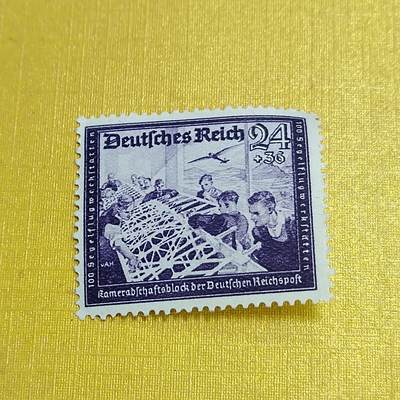 Deutsches Reich 24
+36
100 Segelflugwerkstätten
100 Segelflugwerkstätten
v.A.H.
Kameradschaftsblock der Deutschen Reichspost